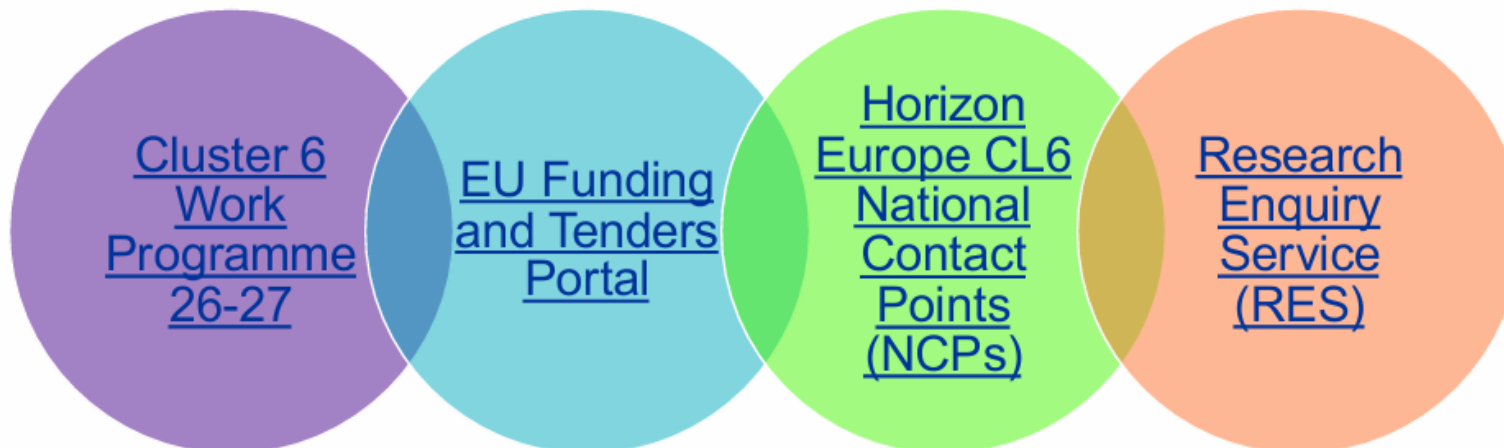 Cluster 6
Work
Programme
26-27
EU Funding
and Tenders
Portal
Horizon
Europe CL6
National
Contact
Points
(NCPs)
Research
Enquiry
Service
(RES)